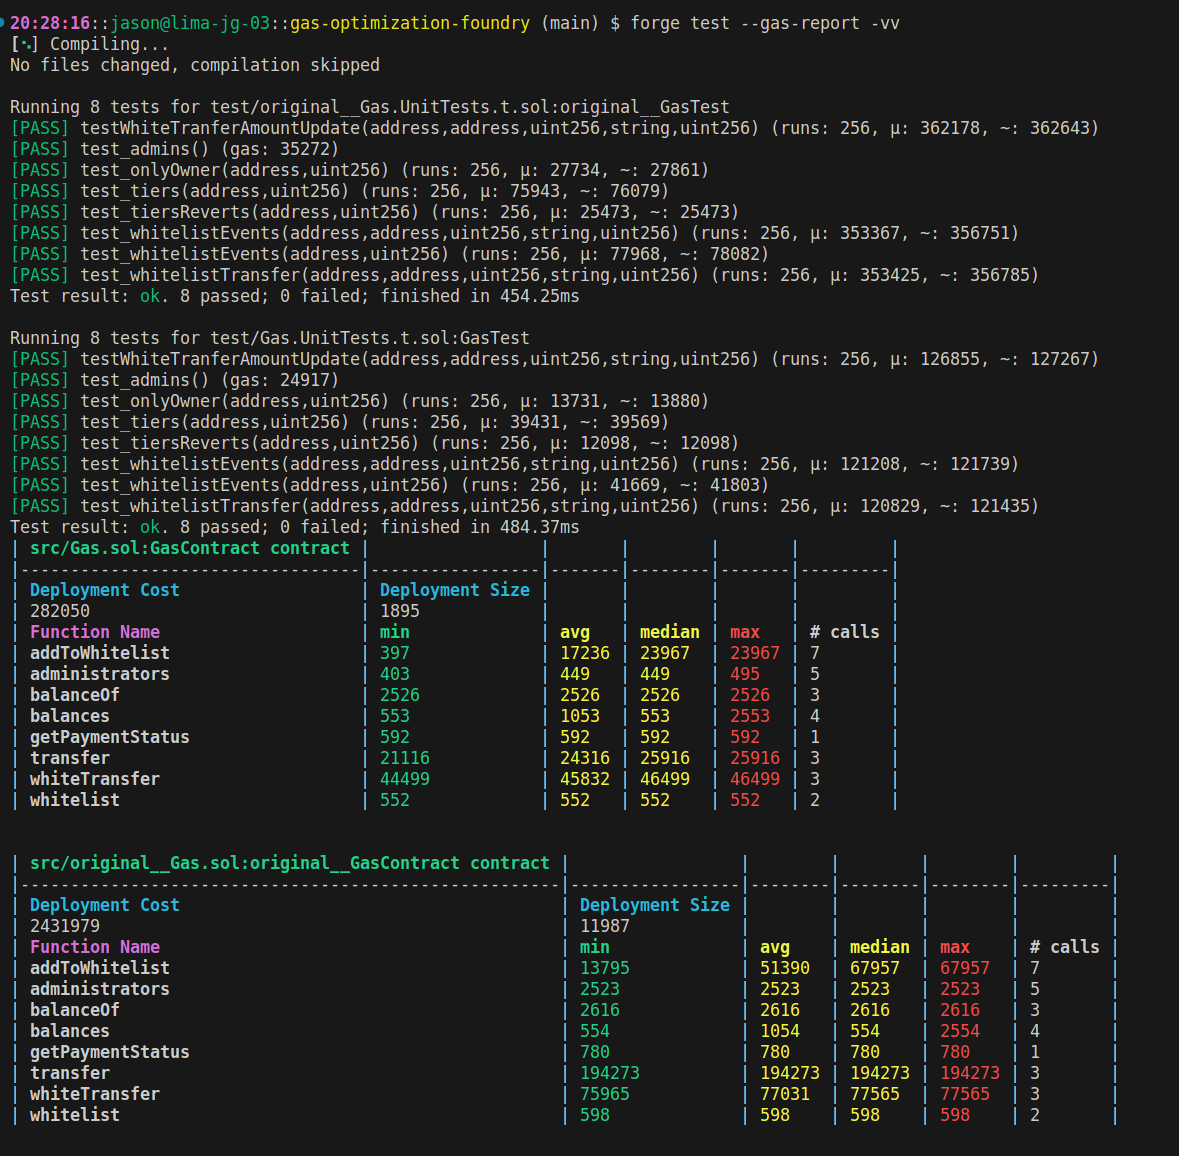 20:28:16::jason@lima-jg-03::gas-optimization-foundry (main) $ forge test --gas-report -vv
[⠢] Compiling...
No files changed, compilation skipped
Running 8 tests for test/original__Gas.UnitTests.t.sol:original__GasTest
[PASS] testWhiteTranferAmountUpdate(address,address,uint256,string,uint256) (runs: 256, μ: 362178, ~: 362643)
[PASS] test_admins() (gas: 35272)
[PASS] test_onlyOwner(address,uint256) (runs: 256, μ: 27734, ~: 27861)
[PASS] test_tiers(address,uint256) (runs: 256, μ: 75943, ~: 76079)
[PASS] test_tiersReverts(address,uint256) (runs: 256, μ: 25473, ~: 25473)
[PASS] test_whitelistEvents(address,address,uint256,string,uint256) (runs: 256, μ: 353367, ~: 356751)
[PASS] test_whitelistEvents(address,uint256) (runs: 256, μ: 77968, ~: 78082)
[PASS] test_whitelistTransfer(address,address,uint256,string,uint256) (runs: 256, μ: 353425, ~: 356785)
Test result: ok. 8 passed; 0 failed; finished in 454.25ms
Running 8 tests for test/Gas.UnitTests.t.sol:GasTest
[PASS] testWhiteTranferAmountUpdate(address,address,uint256,string,uint256) (runs: 256, μ: 126855, ~: 127267)
[PASS] test_admins() (gas: 24917)
[PASS] test_onlyOwner(address,uint256) (runs: 256, μ: 13731, ~: 13880)
[PASS] test_tiers(address,uint256) (runs: 256, μ: 39431, ~: 39569)
[PASS] test_tiersReverts(address,uint256) (runs: 256, μ: 12098, ~: 12098)
[PASS] test_whitelistEvents(address,address,uint256,string,uint256) (runs: 256, μ: 121208, ~: 121739)
[PASS] test_whitelistEvents(address,uint256) (runs: 256, μ: 41669, ~: 41803)
[PASS] test_whitelistTransfer(address,address,uint256,string,uint256) (runs: 256, μ: 120829, ~: 121435)
Test result: ok. 8 passed; 0 failed; finished in 484.37ms
| src/Gas.sol:GasContract contract | | | | | |
|----------------------------------|-----------------|-------|--------|-------|---------|
| Deployment Cost | Deployment Size | | | | |
| 282050 | 1895 | | | | |
| Function Name | min | avg | median | max | # calls |
| addToWhitelist | 397 | 17236 | 23967 | 23967 | 7 |
| administrators | 403 | 449 | 449 | 495 | 5 |
| balanceOf | 2526 | 2526 | 2526 | 2526 | 3 |
| balances | 553 | 1053 | 553 | 2553 | 4 |
| getPaymentStatus | 592 | 592 | 592 | 592 | 1 |
| transfer | 21116 | 24316 | 25916 | 25916 | 3 |
| whiteTransfer | 44499 | 45832 | 46499 | 46499 | 3 |
| whitelist | 552 | 552 | 552 | 552 | 2 |
| src/original__Gas.sol:original__GasContract contract | | | | | |
|------------------------------------------------------|-----------------|--------|--------|--------|---------|
| Deployment Cost | Deployment Size | | | | |
| 2431979 | 11987 | | | | |
| Function Name | min | avg | median | max | # calls |
| addToWhitelist | 13795 | 51390 | 67957 | 67957 | 7 |
| administrators | 2523 | 2523 | 2523 | 2523 | 5 |
| balanceOf | 2616 | 2616 | 2616 | 2616 | 3 |
| balances | 554 | 1054 | 554 | 2554 | 4 |
| getPaymentStatus | 780 | 780 | 780 | 780 | 1 |
| transfer | 194273 | 194273 | 194273 | 194273 | 3 |
| whiteTransfer | 75965 | 77031 | 77565 | 77565 | 3 |
| whitelist | 598 | 598 | 598 | 598 | 2 |